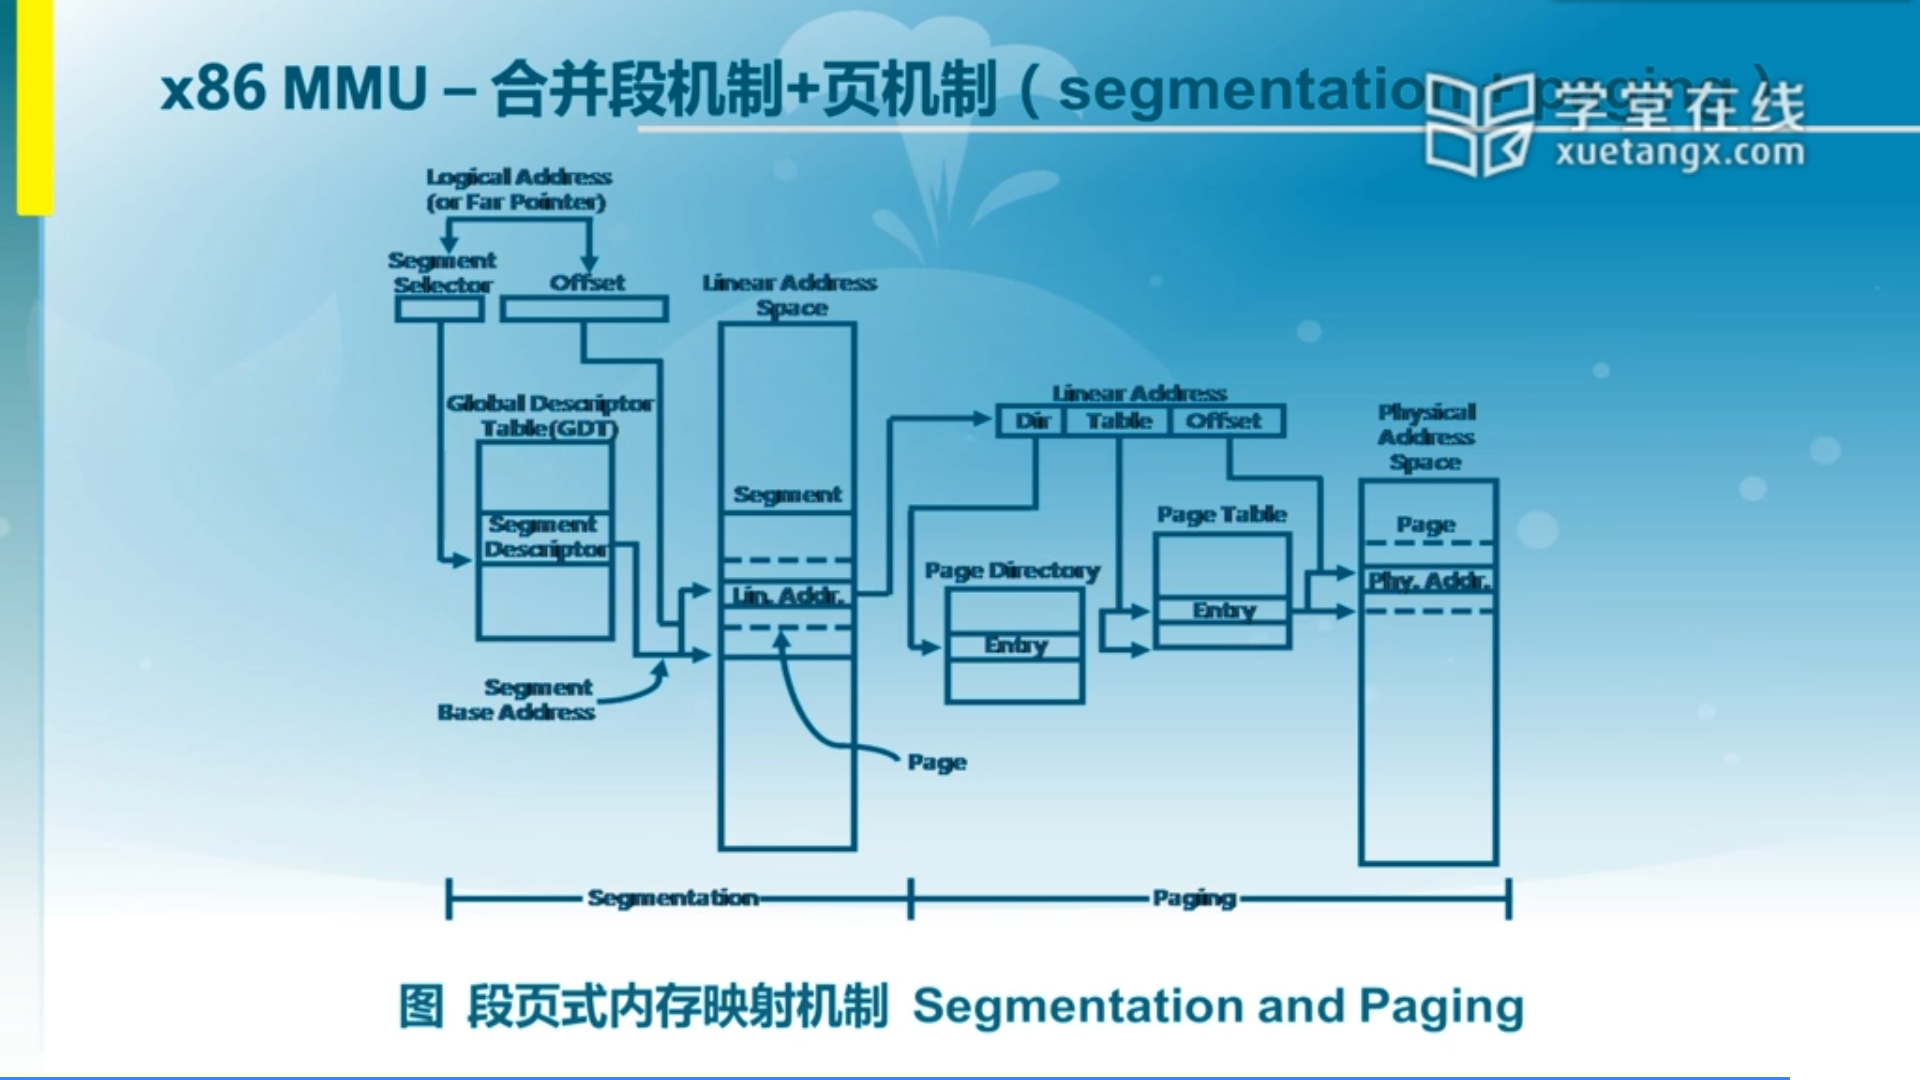 x86 MMU – 合并段机制+页机制（segmentation + paging）
学堂在线
xuetangx.com
Logical Address
(or Far Pointer)
Segment
Selector
Offset
Linear Address
Space
Global Descriptor
Table(GDT)
Segment
Descriptor
Segment
Base Address
Segment
Lin. Addr.
Page
Linear Address
Dir
Table
Offset
Page Directory
Entry
Page Table
Entry
Physical
Address
Space
Page
Phy. Addr.
Segmentation
Paging
图 段页式内存映射机制 Segmentation and Paging